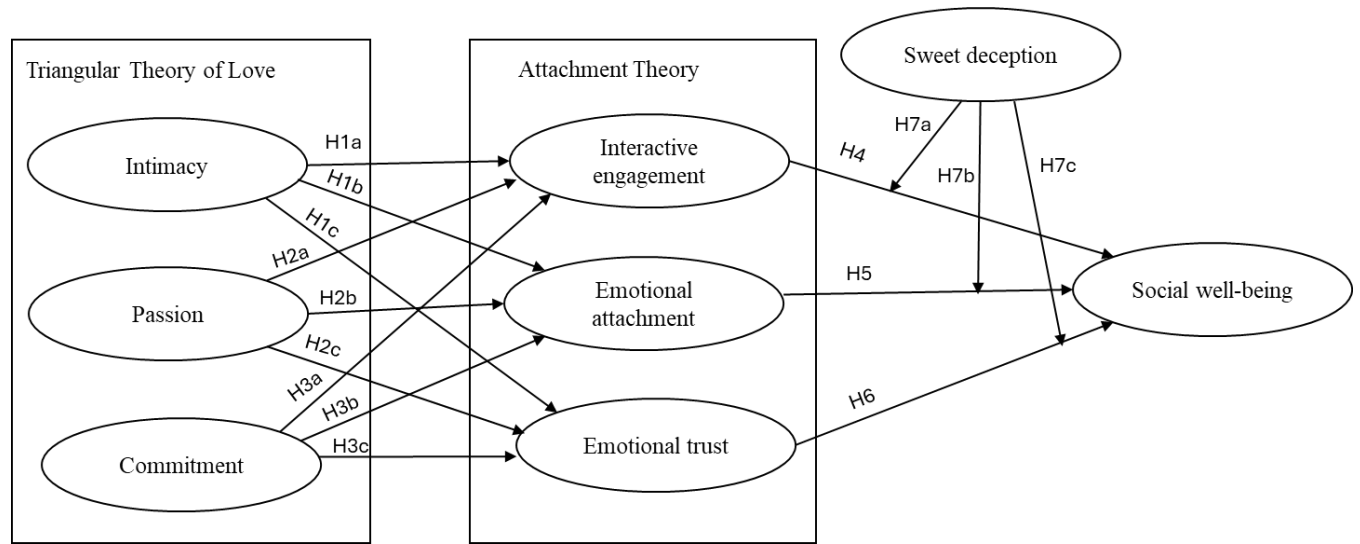 Sweet deception
Triangular Theory of Love
Attachment Theory
H7a
H7b
H7c
Intimacy
H1a
H1b
H1c
Interactive
engagement
H4
Passion
H2a
H2b
H2c
Emotional
attachment
H5
Social well-being
Commitment
H3a
H3b
H3c
Emotional trust
H6